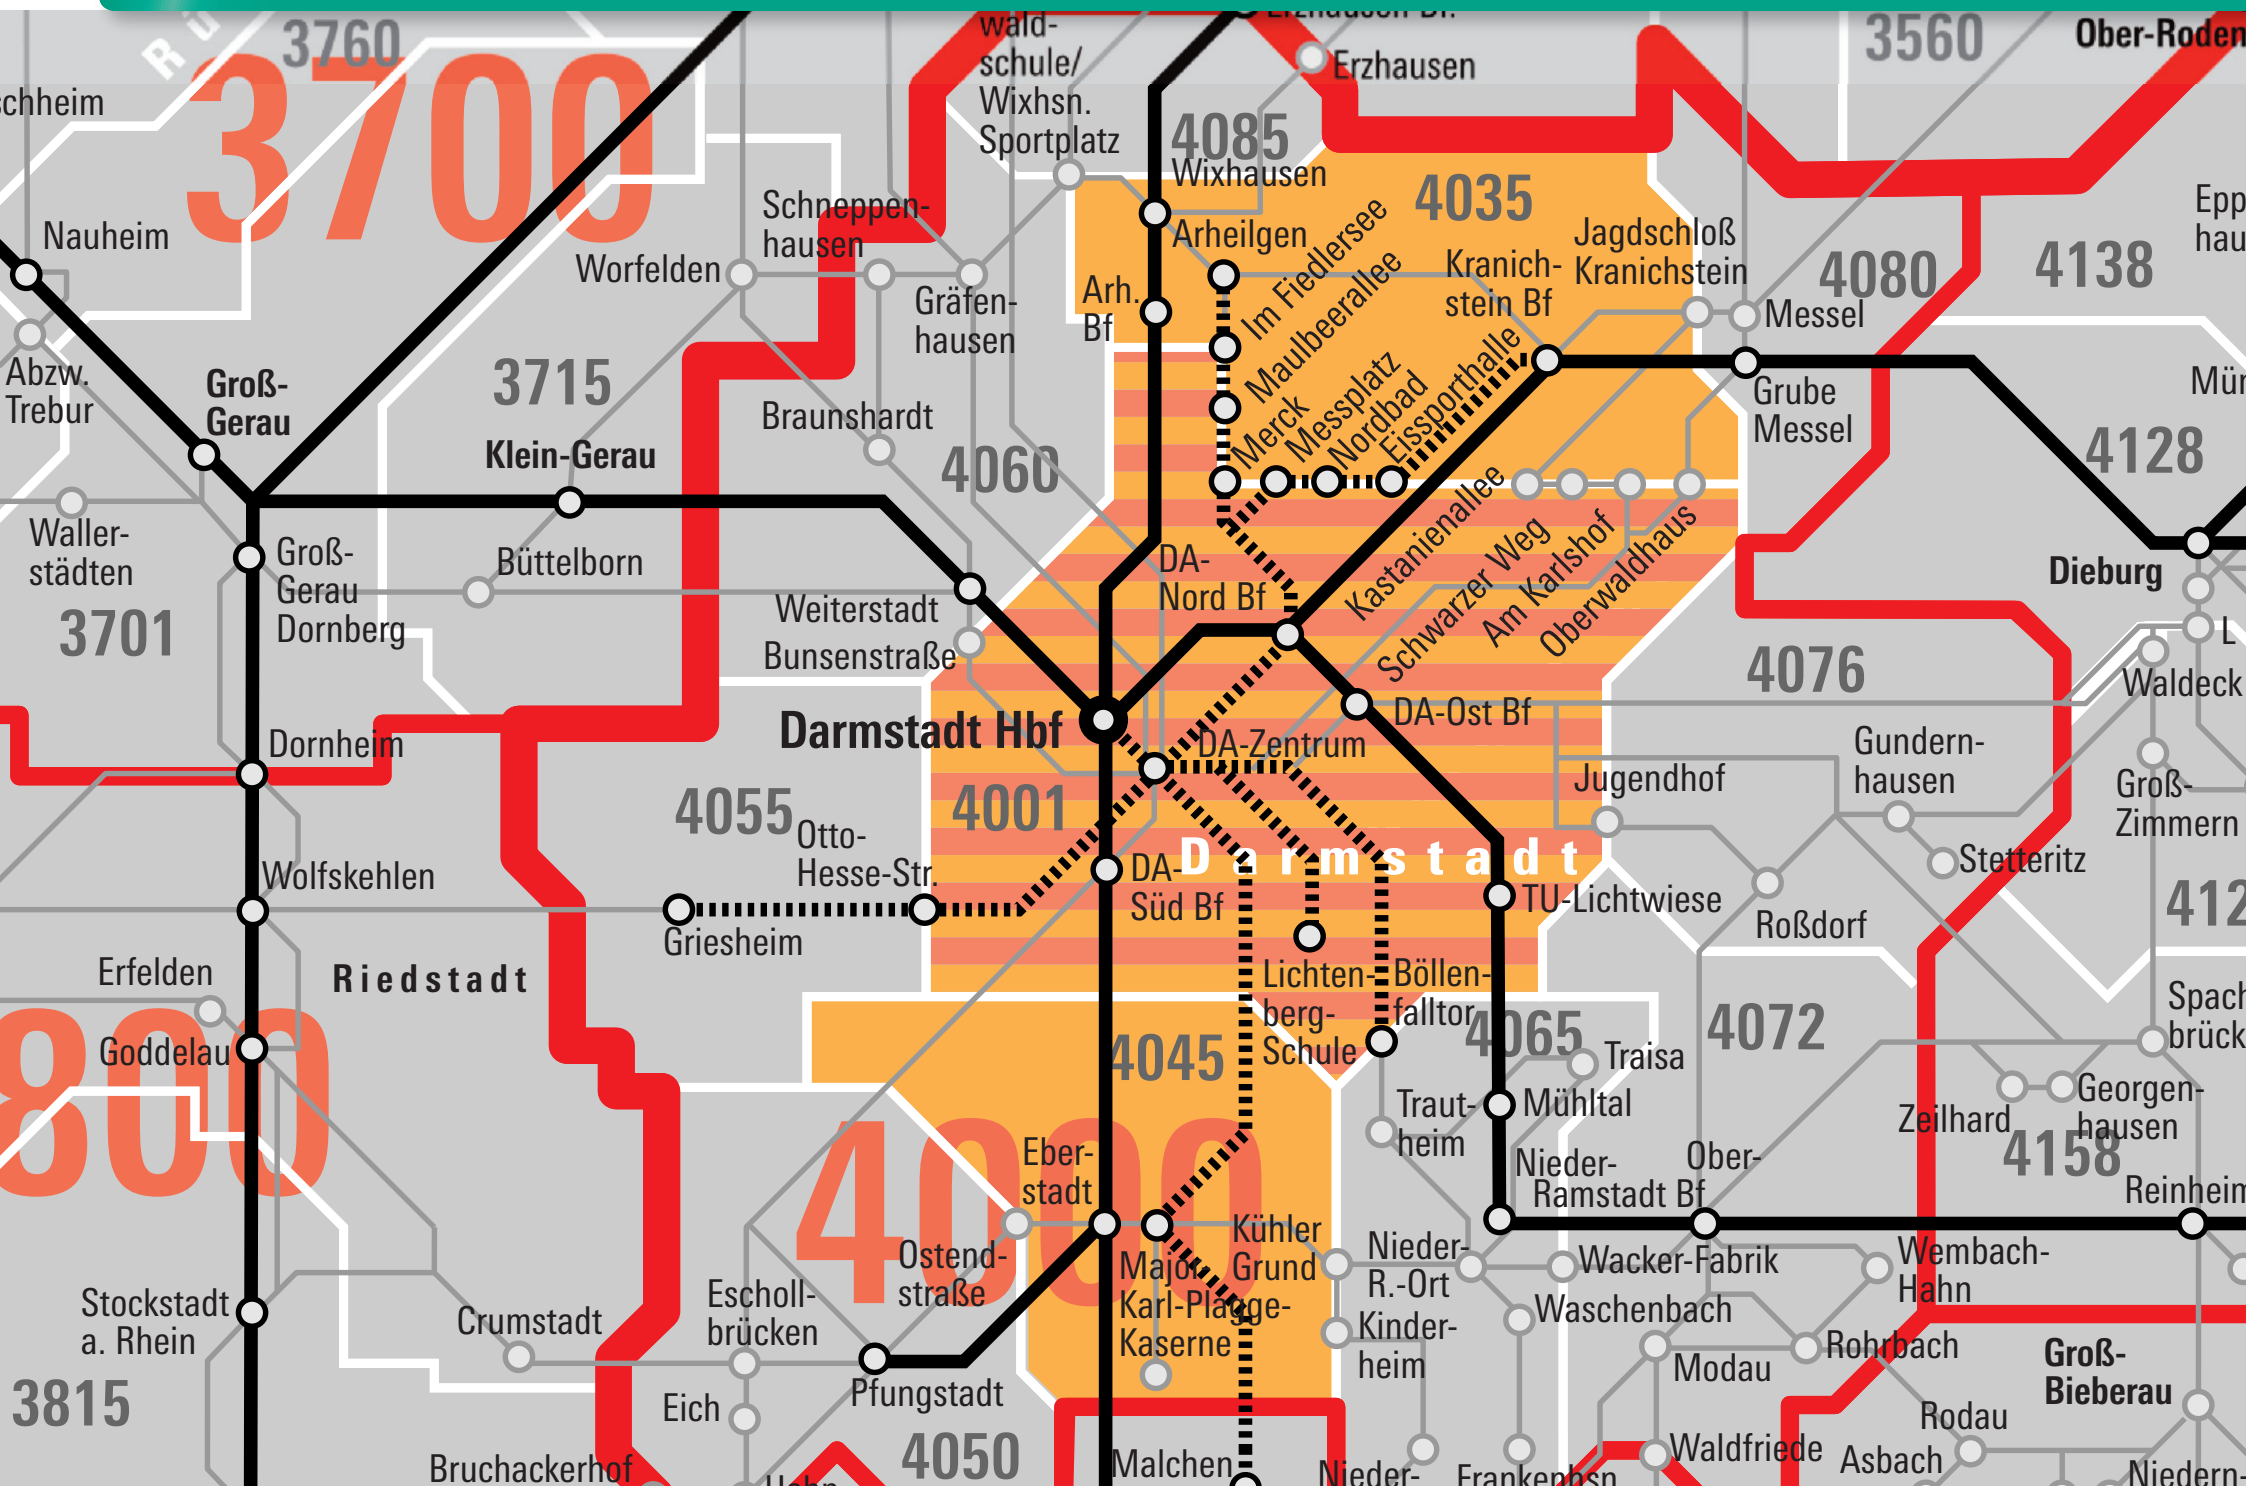 3760
3700
Nauheim
Abzw.
Trebur
Groß-
Gerau
3715
Klein-Gerau
Waller-
städten
3701
Groß-
Gerau
Dornberg
Büttelborn
Dornheim
Wolfskehlen
Erfelden
Riedstadt
Goddelau
800
Stockstadt
a. Rhein
3815
Crumstadt
Bruchackerhof
wald-
schule/
Wixhsn.
Sportplatz
Erzhausen Bf.
Erzhausen
4085
Wixhausen
Schneppen-
hausen
Worfelden
Gräfen-
hausen
Braunshardt
4060
Weiterstadt
Bunsenstraße
Arheilgen
Arh.
Bf
4035
Im Fiedlersee
Maulbeerallee
Merck
Messplatz
Nordbad
Eissporthalle
Kranich-
stein Bf
Jagdschloß
Kranichstein
3560
Ober-Roden
4080
4138
Messel
Grube
Messel
4128
Dieburg
DA-
Nord Bf
Kastanienallee
Schwarzer Weg
Am Karlshof
Oberwaldhaus
4076
Waldeck
Darmstadt Hbf
DA-Zentrum
DA-Ost Bf
Jugendhof
Gundern-
hausen
Groß-
Zimmern
Stetteritz
4055
4001
Otto-
Hesse-Str.
Griesheim
DA-
Süd Bf
Darmstadt
TU-Lichtwiese
Roßdorf
Lichten-
berg-
Schule
Böllen-
falltor
4045
4065
4072
Traisa
Traut-
heim
Mühltal
Zeilhard
Georgen-
hausen
4158
Reinheim
4000
Eber-
stadt
Nieder-
Ramstadt Bf
Ober-
Ostend-
straße
Major-
Karl-Plagge-
Kaserne
Kühler
Grund
Nieder-
R.-Ort
Wacker-Fabrik
Wembach-
Hahn
Escholl-
brücken
Pfungstadt
Eich
Kinder-
heim
Waschenbach
Modau
Rohrbach
Groß-
Bieberau
Rodau
4050
Malchen
Nieder-
Frankenhsn
Waldfriede
Asbach
Niedern-
Hahn